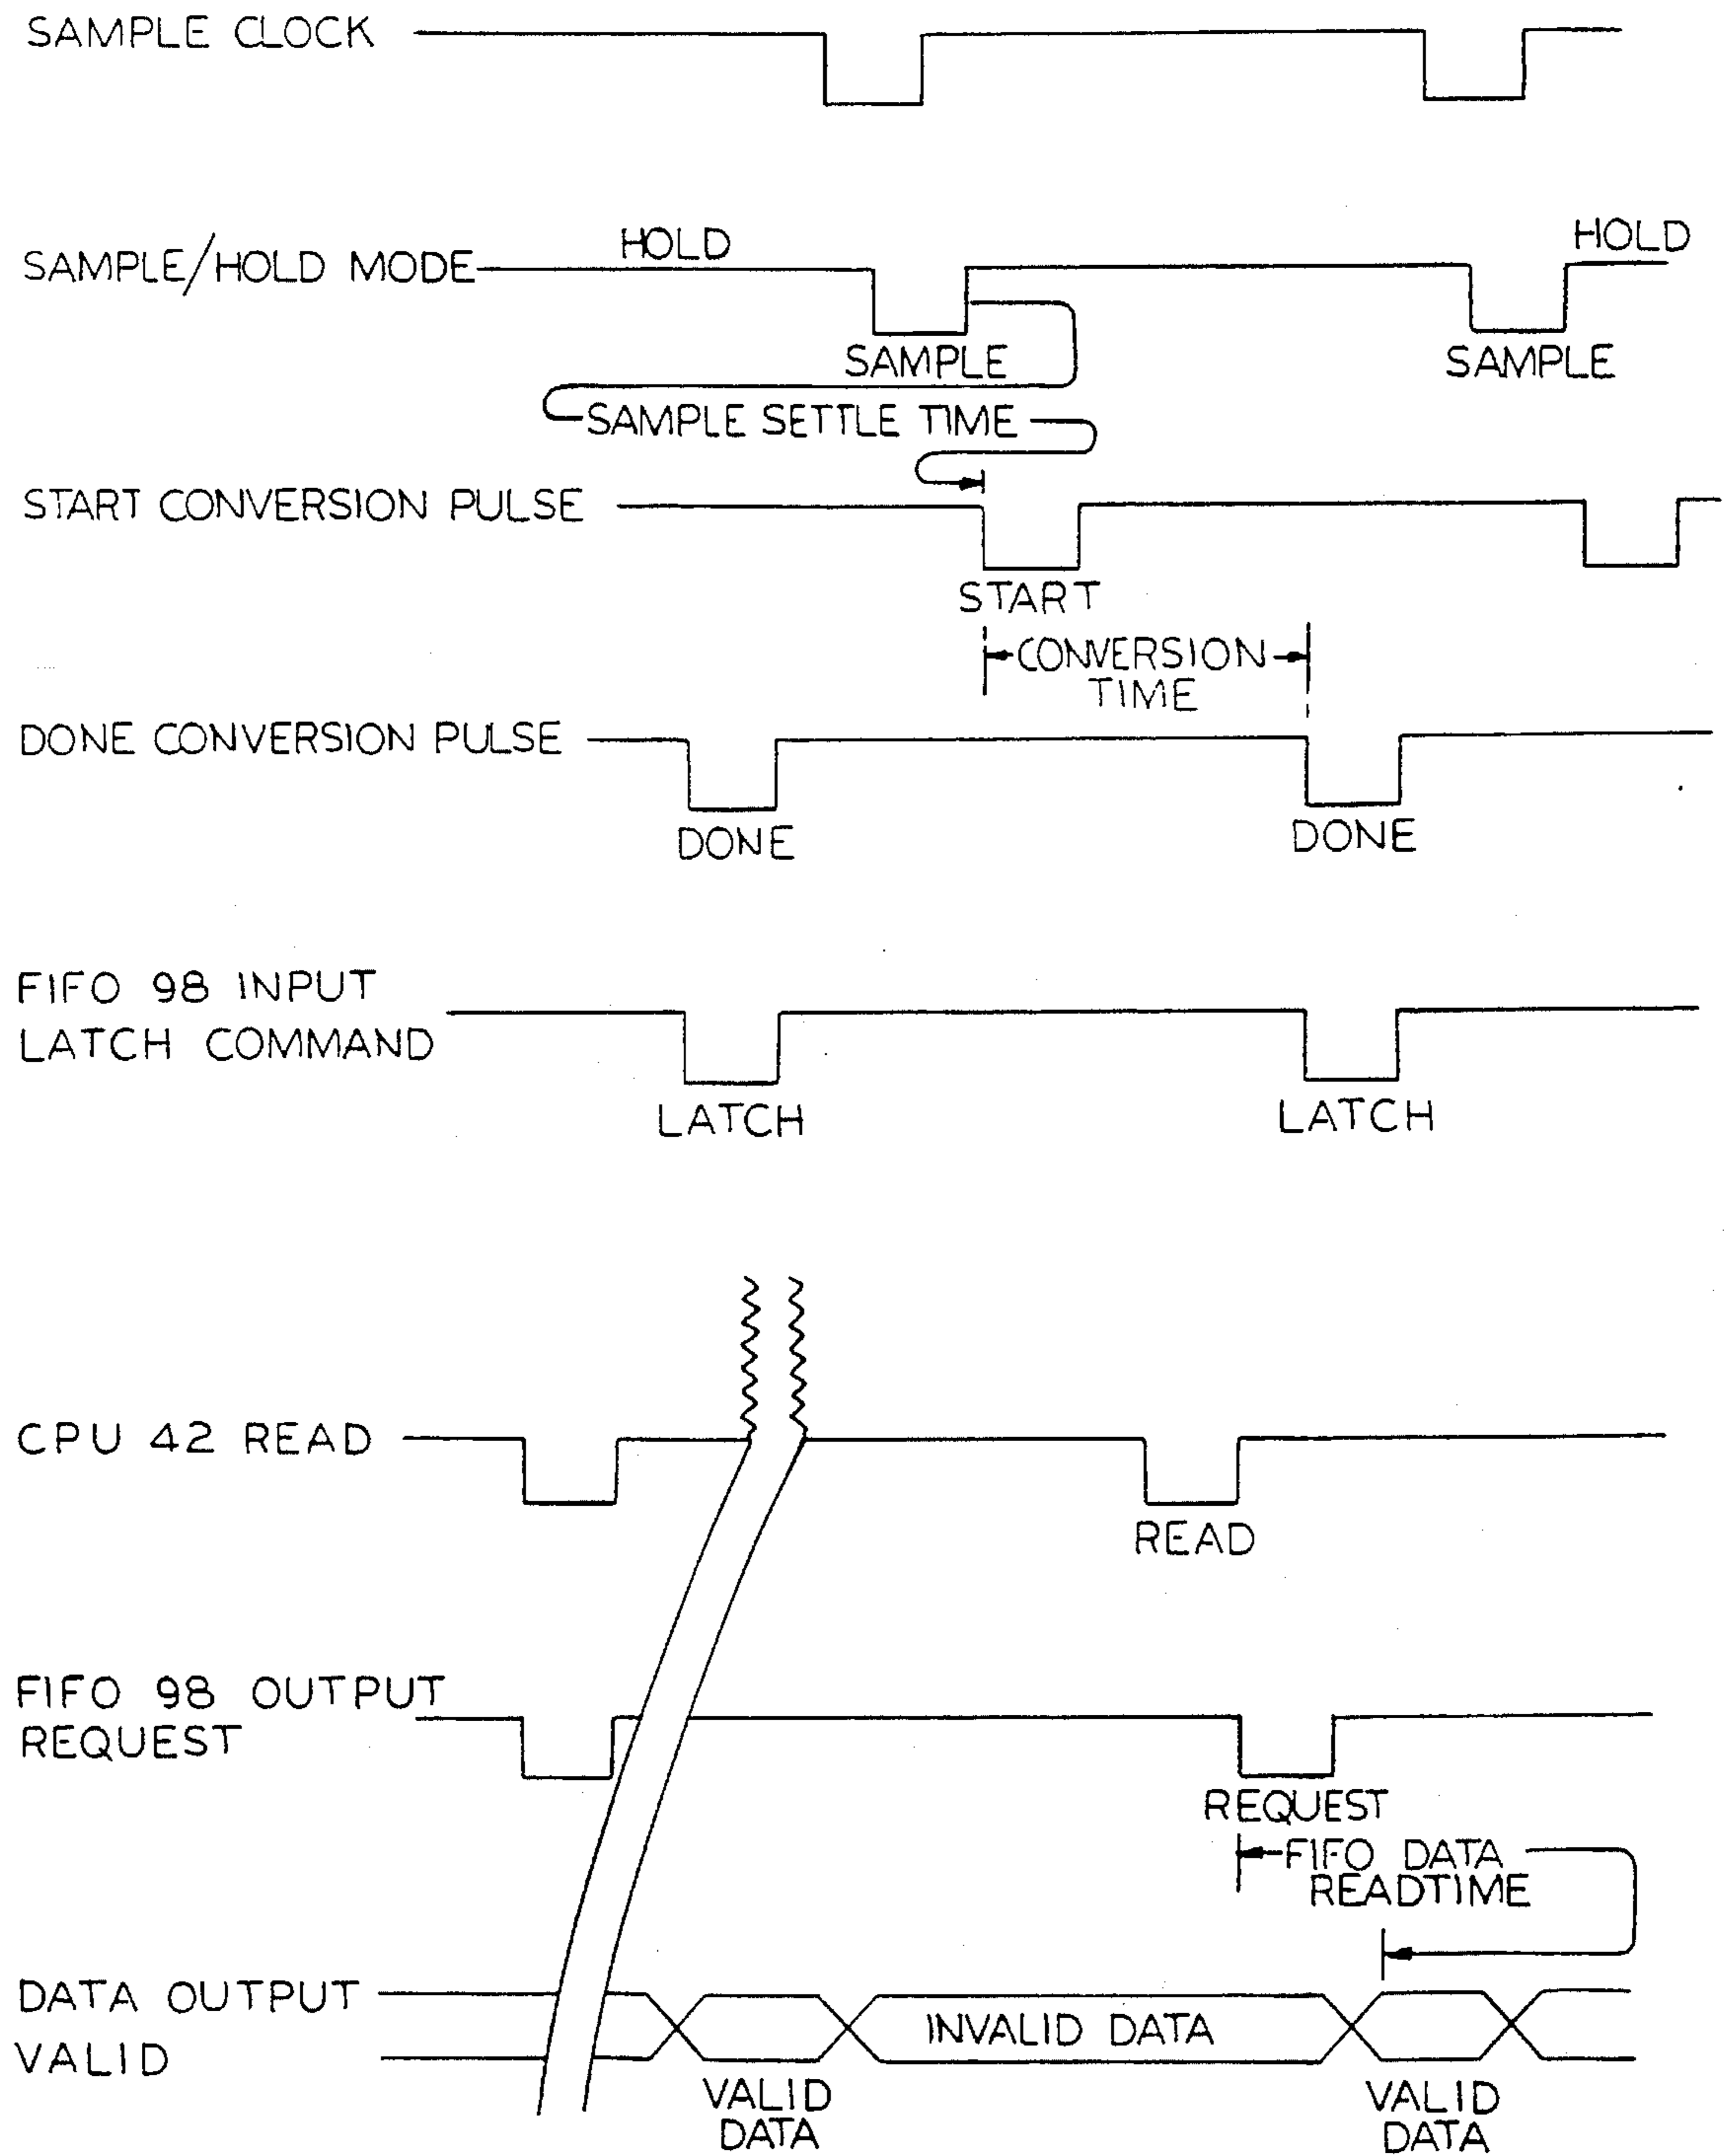 SAMPLE CLOCK
HOLD
HOLD
SAMPLE/HOLD MODE
SAMPLE
SAMPLE
SAMPLE SETTLE TIME
START CONVERSION PULSE
START
CONVERSION
TIME
DONE CONVERSION PULSE
DONE
DONE
FIFO 98 INPUT
LATCH COMMAND
LATCH
LATCH
CPU 42 READ
READ
FIFO 98 OUTPUT
REQUEST
REQUEST
FIFO DATA
READTIME
DATA OUTPUT
VALID
INVALID DATA
VALID
DATA
VALID
DATA